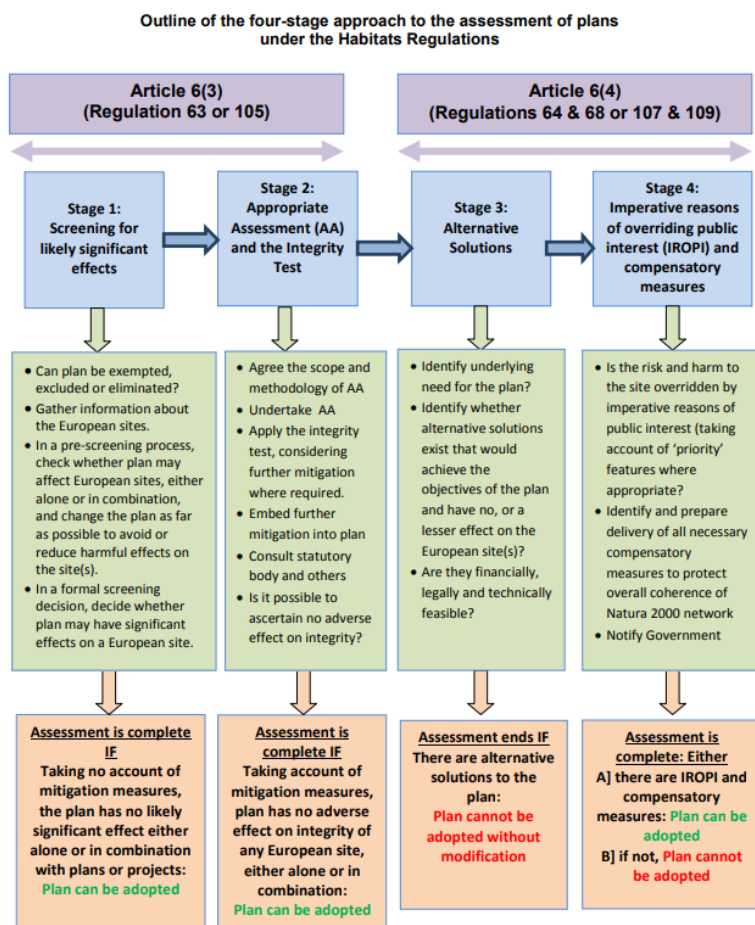 Outline of the four-stage approach to the assessment of plans
under the Habitats Regulations
Article 6(3)
(Regulation 63 or 105)
Article 6(4)
(Regulations 64 & 68 or 107 & 109)
Stage 1:
Screening for
likely significant
effects
Stage 2:
Appropriate
Assessment (AA)
and the Integrity
Test
Stage 3:
Alternative
Solutions
Stage 4:
Imperative reasons
of overriding public
interest (IROPI) and
compensatory
measures
• Can plan be exempted,
excluded or eliminated?
• Gather information about
the European sites.
• In a pre-screening process,
check whether plan may
affect European sites, either
alone or in combination,
and change the plan as far
as possible to avoid or
reduce harmful effects on
the site(s).
• In a formal screening
decision, decide whether
plan may have significant
effects on a European site.
• Agree the scope and
methodology of AA
• Undertake AA
• Apply the integrity
test, considering
further mitigation
where required.
• Embed further
mitigation into plan
• Consult statutory
body and others
• Is it possible to
ascertain no adverse
effect on integrity?
• Identify underlying
need for the plan?
• Identify whether
alternative solutions
exist that would
achieve the
objectives of the plan
and have no, or a
lesser effect on the
European site(s)?
• Are they financially,
legally and technically
feasible?
• Is the risk and harm to
the site overridden by
imperative reasons of
public interest (taking
account of ‘priority’
features where
appropriate?
• Identify and prepare
delivery of all necessary
compensatory
measures to protect
overall coherence of
Natura 2000 network
• Notify Government
Assessment is complete
IF
Taking no account of
mitigation measures,
the plan has no likely
significant effect either
alone or in combination
with plans or projects:
Plan can be adopted
Assessment is
complete IF
Taking account of
mitigation measures,
plan has no adverse
effect on integrity of
any European site,
either alone or in
combination:
Plan can be adopted
Assessment ends IF
There are alternative
solutions to the
plan:
Plan cannot be
adopted without
modification
Assessment is
complete: Either
A] there are IROPI and
compensatory
measures: Plan can be
adopted
B] if not, Plan cannot
be adopted